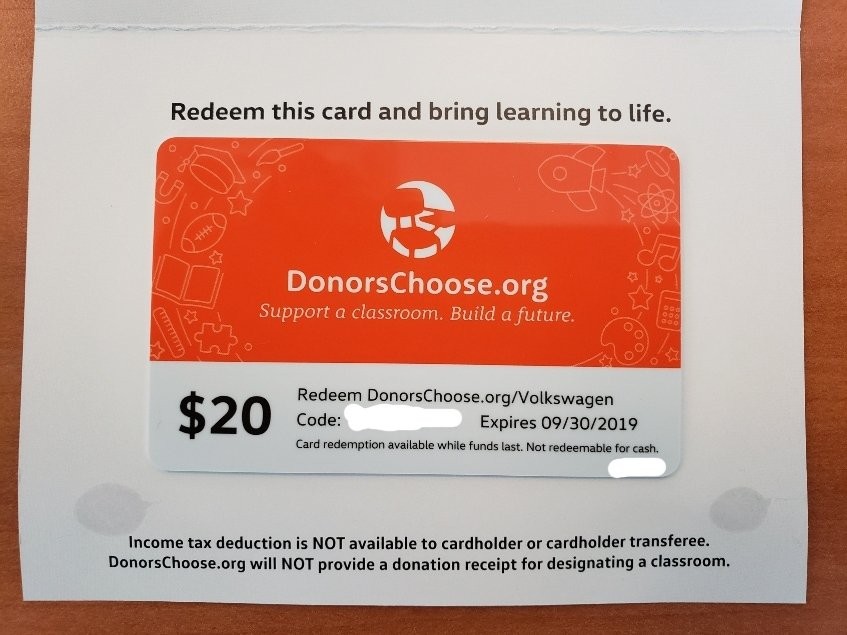 Redeem this card and bring learning to life.
DonorsChoose.org
Support a classroom. Build a future.
$20
Redeem DonorsChoose.org/Volkswagen
Code:
Expires 09/30/2019
Card redemption available while funds last. Not redeemable for cash.
Income tax deduction is NOT available to cardholder or cardholder transferee.
DonorsChoose.org will NOT provide a donation receipt for designating a classroom.